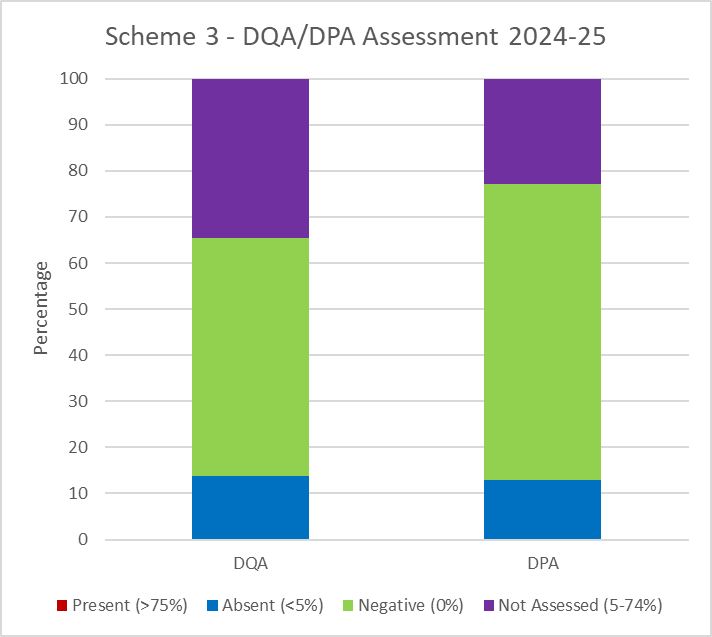 Scheme 3 - DQA/DPA Assessment 2024-25
100
90
80
70
60
50
40
30
20
10
0
Percentage
DQA DPA
Present (>75%) Absent (<5%) Negative (0%) Not Assessed (5-74%)